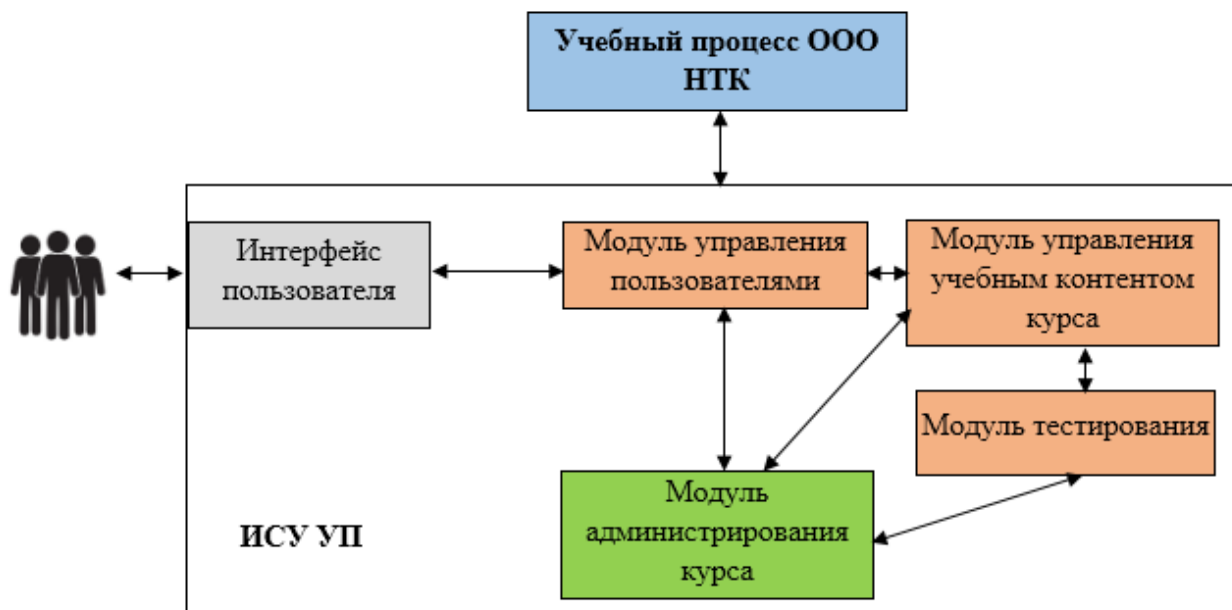 Учебный процесс ООО
НТК
Интерфейс
пользователя
Модуль управления
пользователями
Модуль управления
учебным контентом
курса
Модуль тестирования
Модуль
администрирования
курса
ИСУ УП